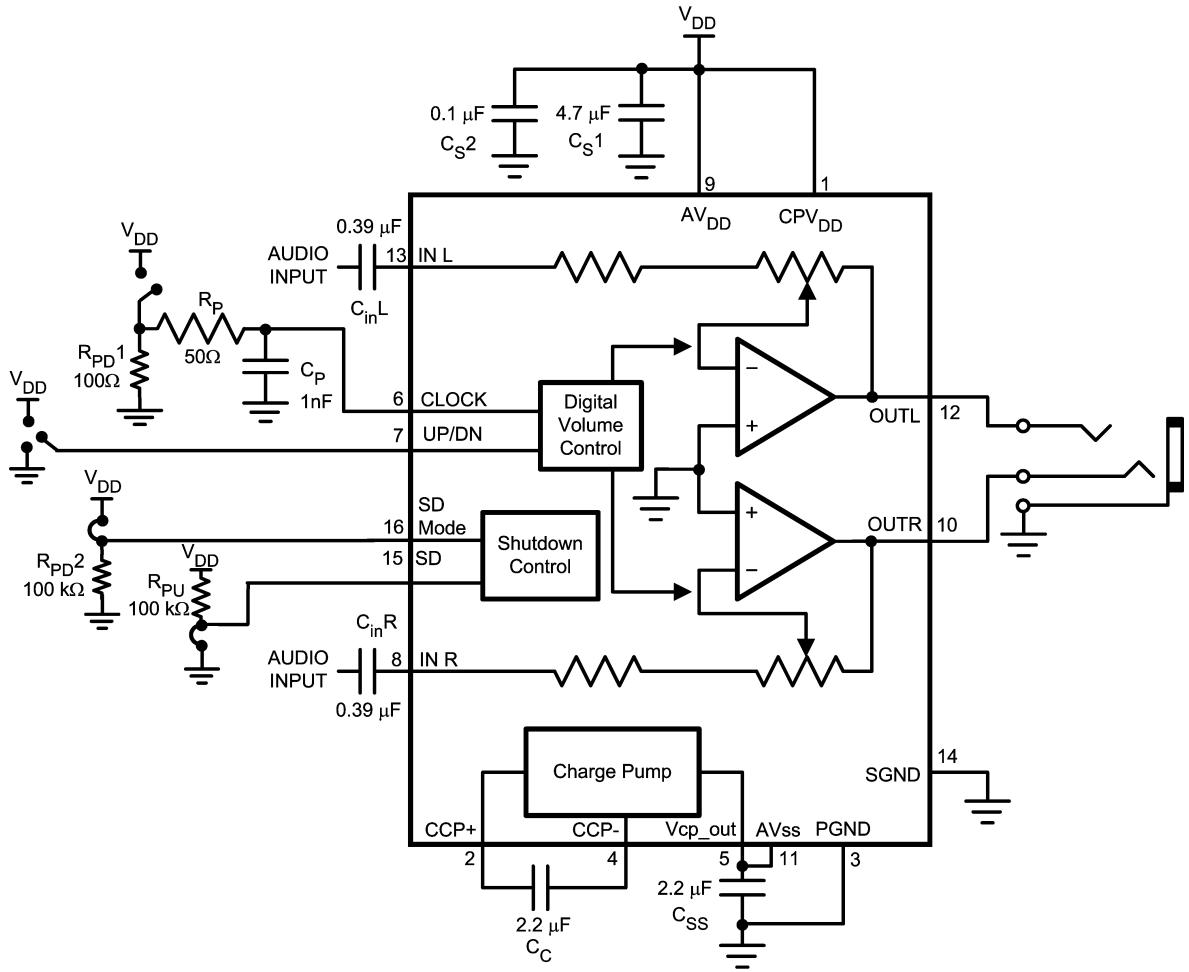 VDD
0.1 µF
CS2
4.7 µF
CS1
9
1
AVDD
CPVDD
0.39 µF
AUDIO
INPUT
13
IN L
CinL
VDD
RP
50Ω
RPD1
100Ω
CP
1nF
VDD
6
CLOCK
7
UP/DN
Digital
Volume
Control
−
+
OUTL
12
VDD
SD
Mode
16
15
SD
Shutdown
Control
+
−
OUTR
10
RPD2
100 kΩ
VDD
RPU
100 kΩ
CinR
AUDIO
INPUT
8
IN R
0.39 µF
Charge Pump
14
SGND
CCP+
CCP-
Vcp_out
AVss
PGND
2
4
5
11
3
2.2 µF
CC
2.2 µF
CSS